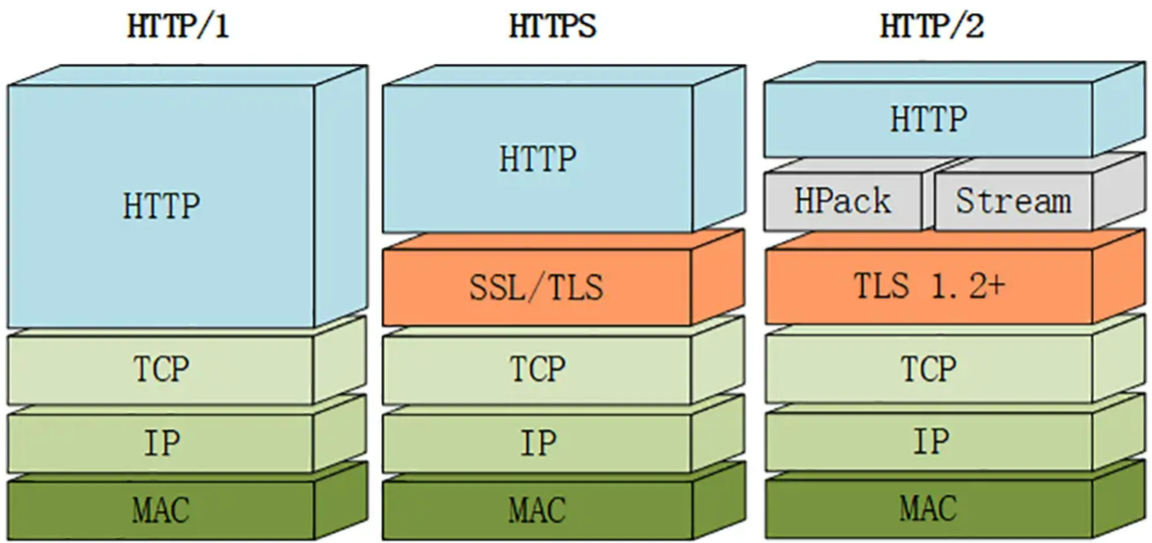 HTTP/1
HTTPS
HTTP/2
HTTP
TCP
IP
MAC
HTTP
SSL/TLS
TCP
IP
MAC
HTTP
HPack
Stream
TLS 1.2+
TCP
IP
MAC